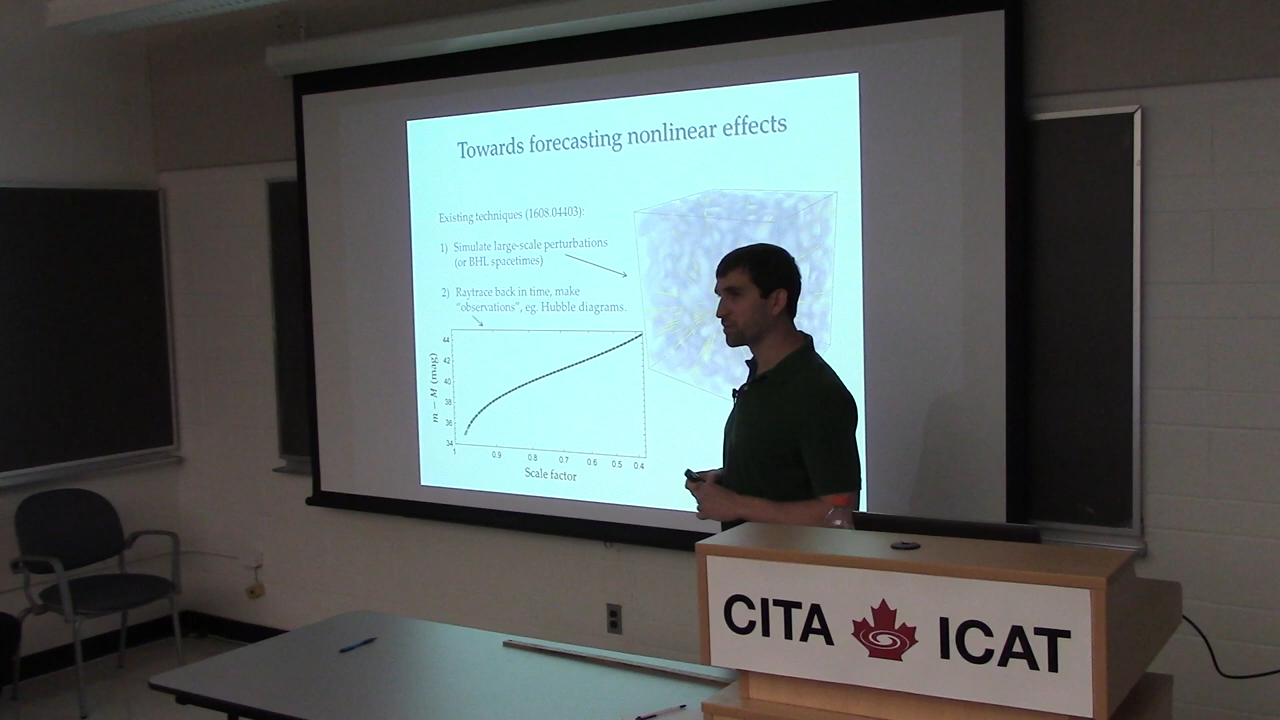 Towards forecasting nonlinear effects
Existing techniques (1608.04403):
1) Simulate large-scale perturbations
(or BHL spacetimes)
2) Raytrace back in time, make
"observations", eg. Hubble diagrams.
44
42
40
38
36
34
m − M (mag)
1 0.9 0.8 0.7 0.6 0.5 0.4
Scale factor
CITA ICAT